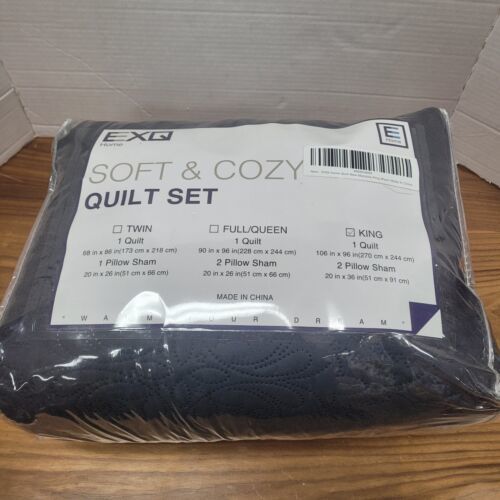 EXQ
Home
E
Home
SOFT & COZY
QUILT SET
TWIN
1 Quilt
68 in x 86 in(173 cm x 218 cm)
1 Pillow Sham
20 in x 26 in(51 cm x 66 cm)
FULL/QUEEN
1 Quilt
90 in x 96 in(228 cm x 244 cm)
2 Pillow Sham
20 in x 26 in(51 cm x 66 cm)
KING
1 Quilt
106 in x 96 in(270 cm x 244 cm)
2 Pillow Sham
20 in x 36 in(51 cm x 91 cm)
MADE IN CHINA
" W A R M Y O U R D R E A M "